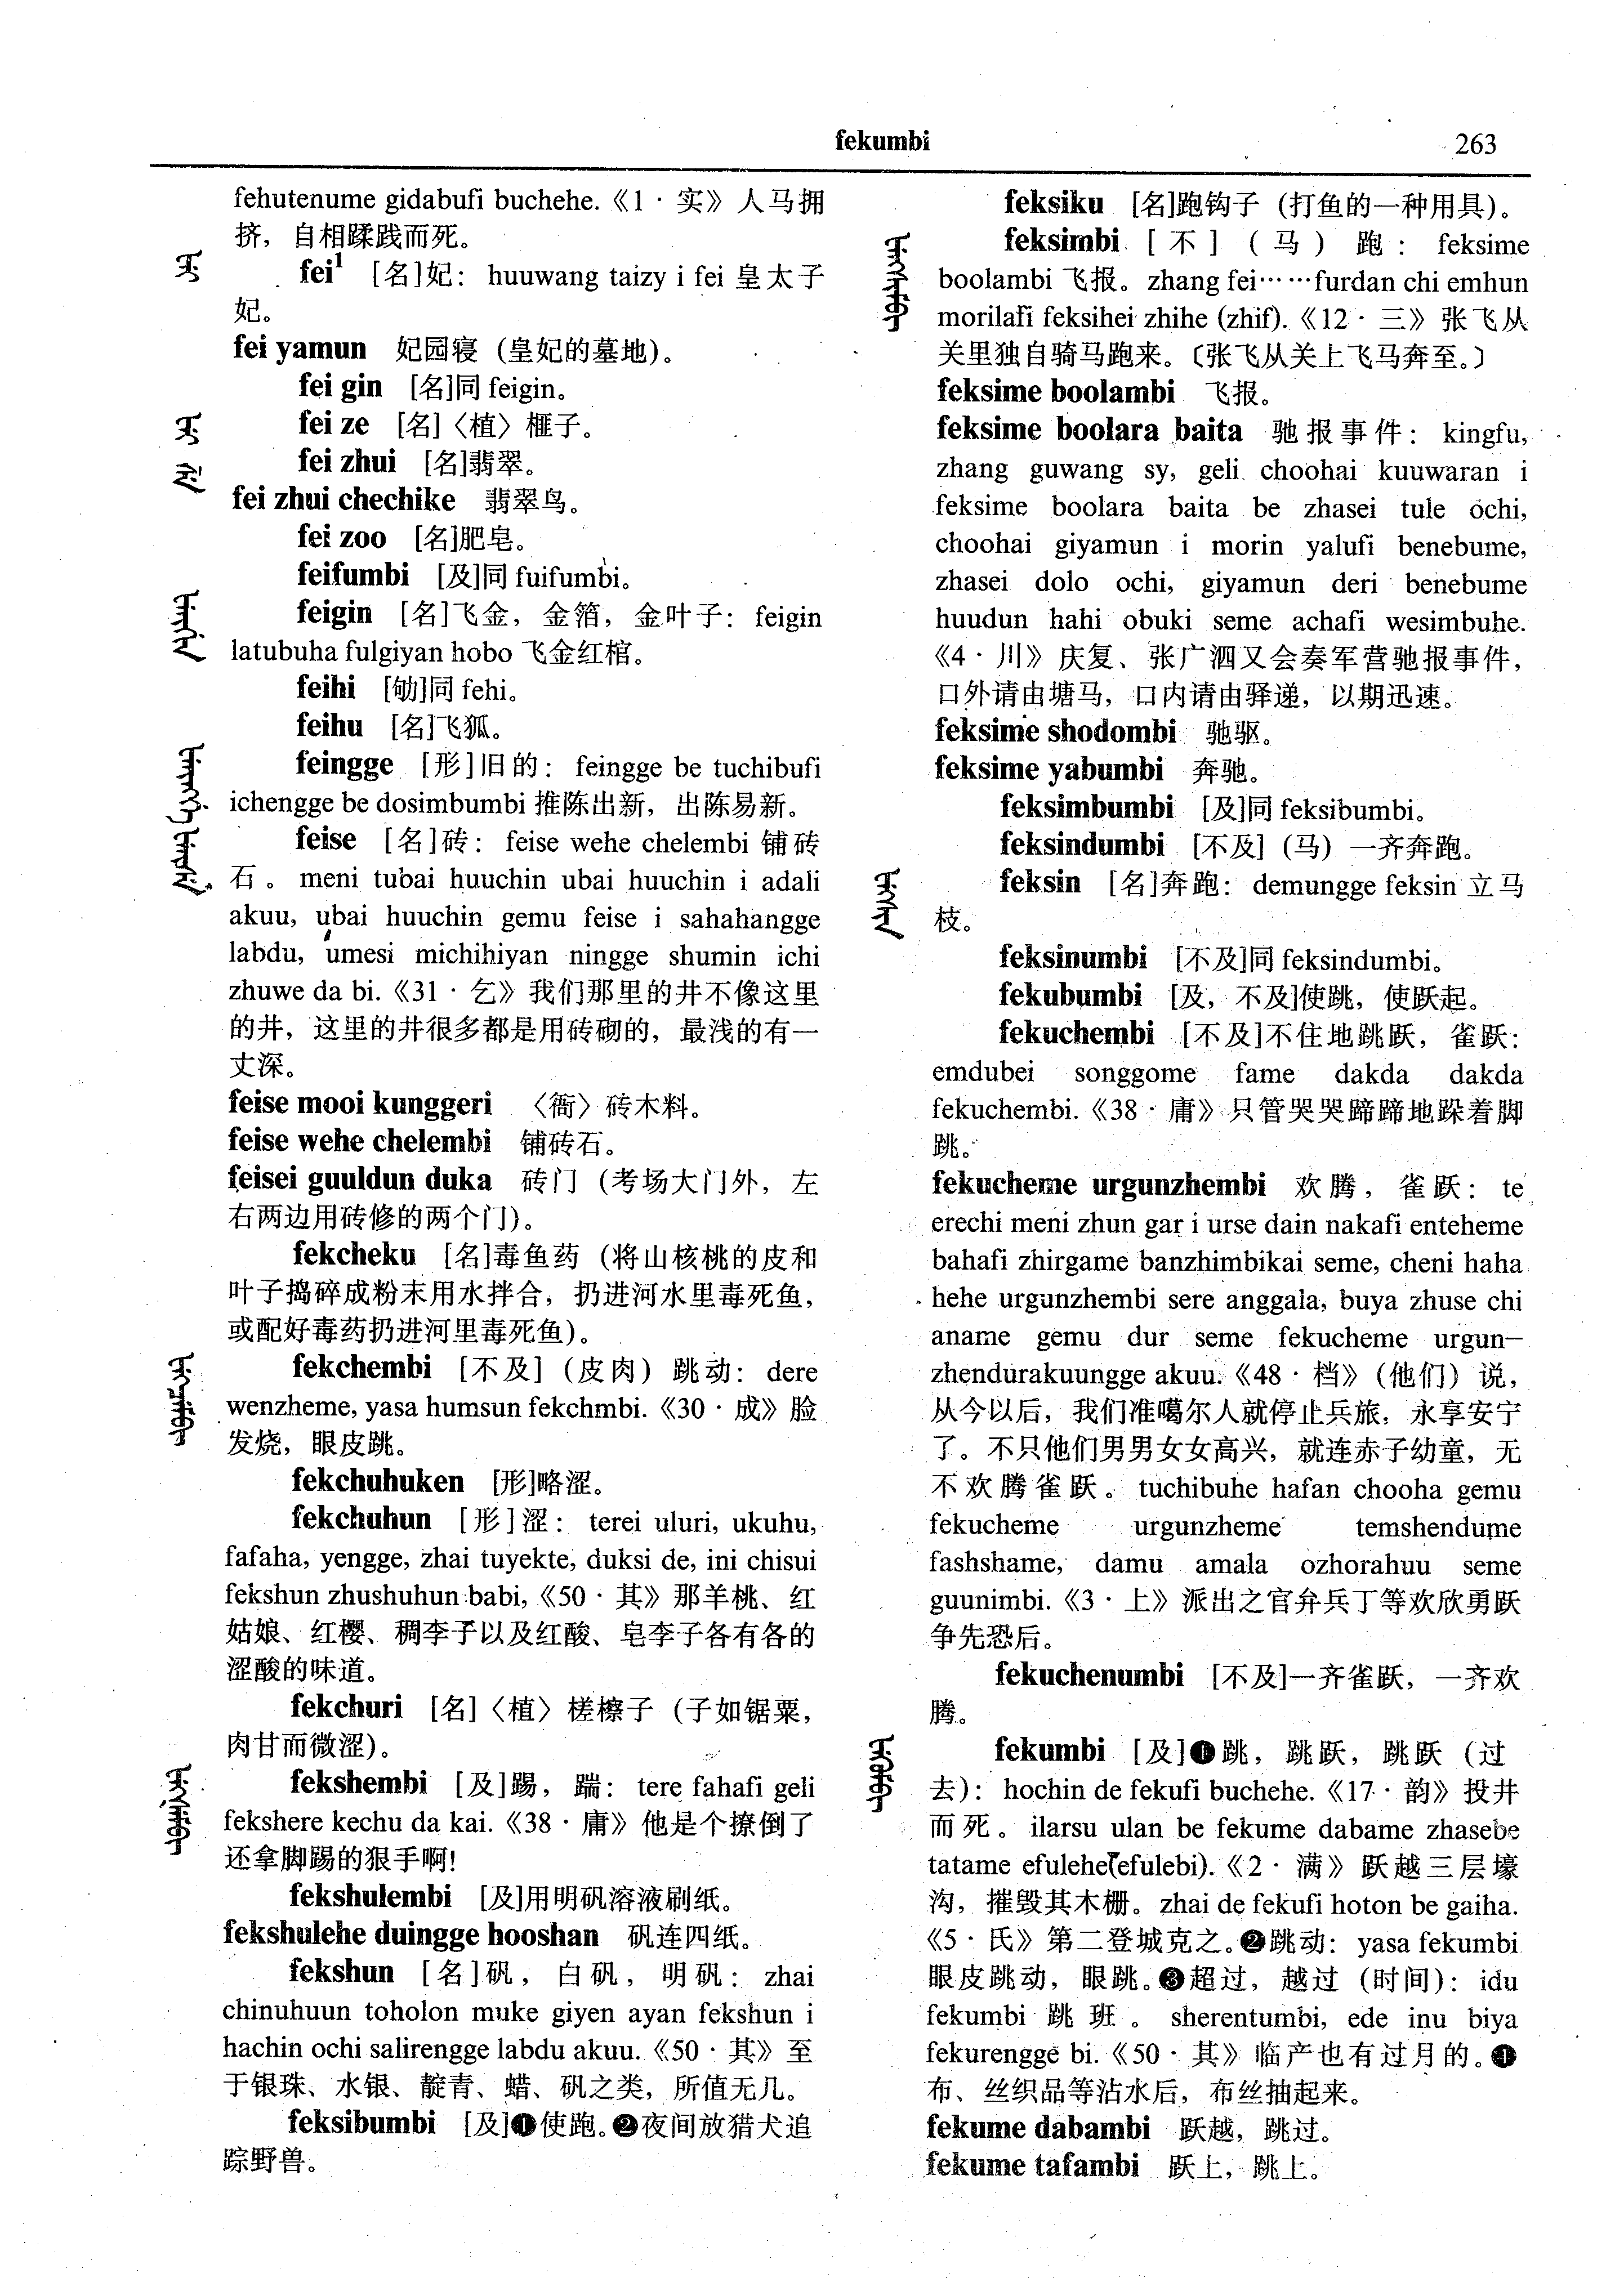 fekumbi
263
fehutenume gidabufi buchehe.《1·实》人马拥
挤，自相蹂践而死。
fei¹ [名]妃：huuwang taizy i fei 皇太子
妃。
fei yamun 妃园寝（皇妃的墓地）。
fei gin [名]同 feigin。
fei ze [名]〈植〉榧子。
fei zhui [名]翡翠。
fei zhui chechike 翡翠鸟。
fei zoo [名]肥皂。
feifumbi [及]同 fuifumbi。
feigin [名]飞金，金箔，金叶子：feigin
latubuha fulgiyan hobo 飞金红棺。
feihi [劬]同 fehi。
feihu [名]飞狐。
feingge [形]旧的：feingge be tuchibufi
ichengge be dosimbumbi 推陈出新，出陈易新。
feise [名]砖：feise wehe chelembi 铺砖
石。meni tubai huuchin ubai huuchin i adali
akuu, ubai huuchin gemu feise i sahahangge
labdu, umesi michihiyan ningge shumin ichi
zhuwe da bi.《31·乞》我们那里的井不像这里
的井，这里的井很多都是用砖砌的，最浅的有一
丈深。
feise mooi kunggeri 〈衙〉砖木料。
feise wehe chelembi 铺砖石。
feisei guuldun duka 砖门（考场大门外，左
右两边用砖修的两个门）。
fekcheku [名]毒鱼药（将山核桃的皮和
叶子捣碎成粉末用水拌合，扔进河水里毒死鱼，
或配好毒药扔进河里毒死鱼）。
fekchembi [不及]（皮肉）跳动：dere
wenzheme, yasa humsun fekchmbi.《30·成》脸
发烧，眼皮跳。
fekchuhuken [形]略涩。
fekchuhun [形]涩：terei uluri, ukuhu,
fafaha, yengge, zhai tuyekte, duksi de, ini chisui
fekshun zhushuhun babi,《50·其》那羊桃、红
姑娘、红樱、稠李子以及红酸、皂李子各有各的
涩酸的味道。
fekchuri [名]〈植〉槎檫子（子如锯粟，
肉甘而微涩）。
fekshembi [及]踢，踹：tere fahafi geli
fekshere kechu da kai.《38·庸》他是个撩倒了
还拿脚踢的狠手啊！
fekshulembi [及]用明矾溶液刷纸。
fekshulehe duingge hooshan 矾连四纸。
fekshun [名]矾，白矾，明矾：zhai
chinuhuun toholon muke giyen ayan fekshun i
hachin ochi salirengge labdu akuu.《50·其》至
于银珠、水银、靛青、蜡、矾之类，所值无几。
feksibumbi [及]❶使跑。❷夜间放猎犬追
踪野兽。
feksiku [名]跑钩子（打鱼的一种用具）。
feksimbi [不]（马）跑：feksime
boolambi 飞报。zhang fei……furdan chi emhun
morilafi feksihei zhihe (zhif).《12·三》张飞从
关里独自骑马跑来。〔张飞从关上飞马奔至。〕
feksime boolambi 飞报。
feksime boolara baita 驰报事件：kingfu,
zhang guwang sy, geli choohai kuuwaran i
feksime boolara baita be zhasei tule ochi,
choohai giyamun i morin yalufi benebume,
zhasei dolo ochi, giyamun deri benebume
huudun hahi obuki seme achafi wesimbuhe.
《4·川》庆复、张广泗又会奏军营驰报事件，
口外请由塘马，口内请由驿递，以期迅速。
feksime shodombi 驰驱。
feksime yabumbi 奔驰。
feksimbumbi [及]同 feksibumbi。
feksindumbi [不及]（马）一齐奔跑。
feksin [名]奔跑：demungge feksin 立马
枝。
feksinumbi [不及]同 feksindumbi。
fekubumbi [及，不及]使跳，使跃起。
fekuchembi [不及]不住地跳跃，雀跃：
emdubei songgome fame dakda dakda
fekuchembi.《38·庸》只管哭哭蹄蹄地跺着脚
跳。
fekucheme urgunzhembi 欢腾，雀跃：te
erechi meni zhun gar i urse dain nakafi enteheme
bahafi zhirgame banzhimbikai seme, cheni haha
hehe urgunzhembi sere anggala, buya zhuse chi
aname gemu dur seme fekucheme urgun—
zhendurakuungge akuu.《48·档》（他们）说，
从今以后，我们准噶尔人就停止兵旅，永享安宁
了。不只他们男男女女高兴，就连赤子幼童，无
不欢腾雀跃。tuchibuhe hafan chooha gemu
fekucheme urgunzheme temshendume
fashshame, damu amala ozhorahuu seme
guunimbi.《3·上》派出之官弁兵丁等欢欣勇跃
争先恐后。
fekuchenumbi [不及]一齐雀跃，一齐欢
腾。
fekumbi [及]❶跳，跳跃，跳跃（过
去）：hochin de fekufi buchehe.《17·韵》投井
而死。ilarsu ulan be fekume dabame zhasebe
tatame efulehe(efulebi).《2·满》跃越三层壕
沟，摧毁其木栅。zhai de fekufi hoton be gaiha.
《5·氏》第二登城克之。❷跳动：yasa fekumbi
眼皮跳动，眼跳。❸超过，越过（时间）：idu
fekumbi 跳班。sherentumbi, ede inu biya
fekurengge bi.《50·其》临产也有过月的。❶
布、丝织品等沾水后，布丝抽起来。
fekume dabambi 跃越，跳过。
fekume tafambi 跃上，跳上。